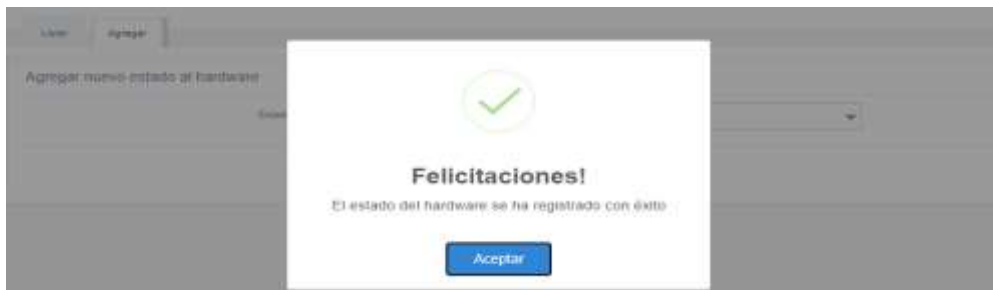 Listar
Agregar
Agregar nuevo estado al hardware
Felicitaciones!
El estado del hardware se ha registrado con éxito
Aceptar